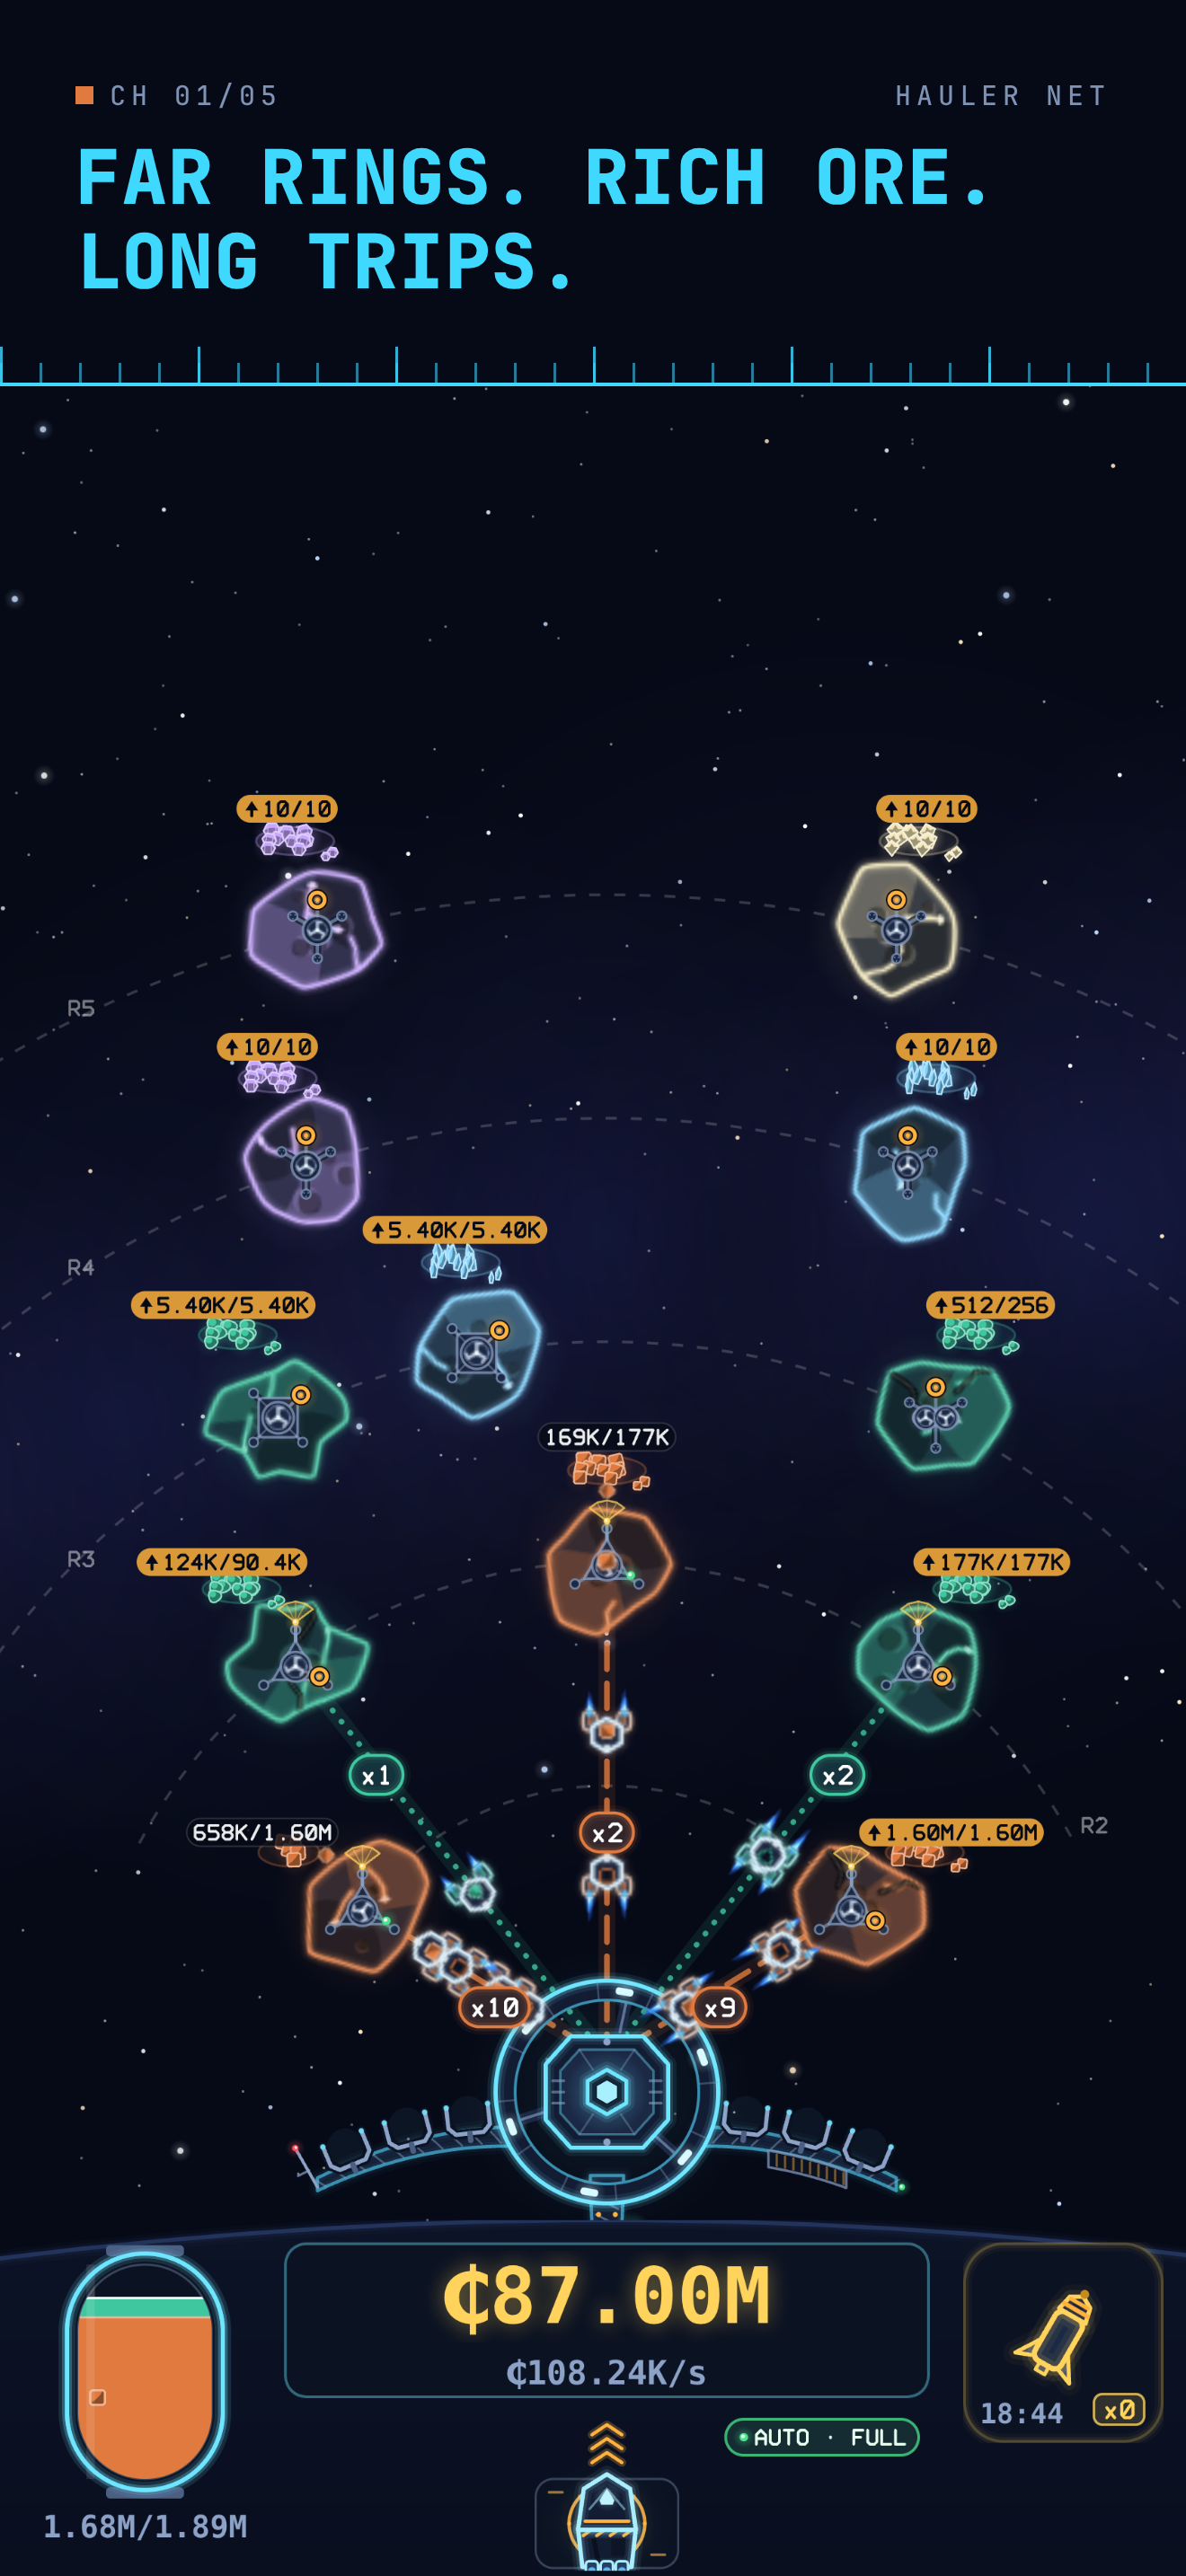 CH 01/05 HAULER NET
FAR RINGS. RICH ORE.
LONG TRIPS.
10/10 10/10
R5
10/10 10/10
5.40K/5.40K
R4
5.40K/5.40K 512/256
169K/177K
R3 124K/90.4K 177K/177K
x1 x2
658K/1.60M x2 1.60M/1.60M R2
x10 x9
₵87.00M
₵108.24K/s
18:44 x0
AUTO · FULL
1.68M/1.89M